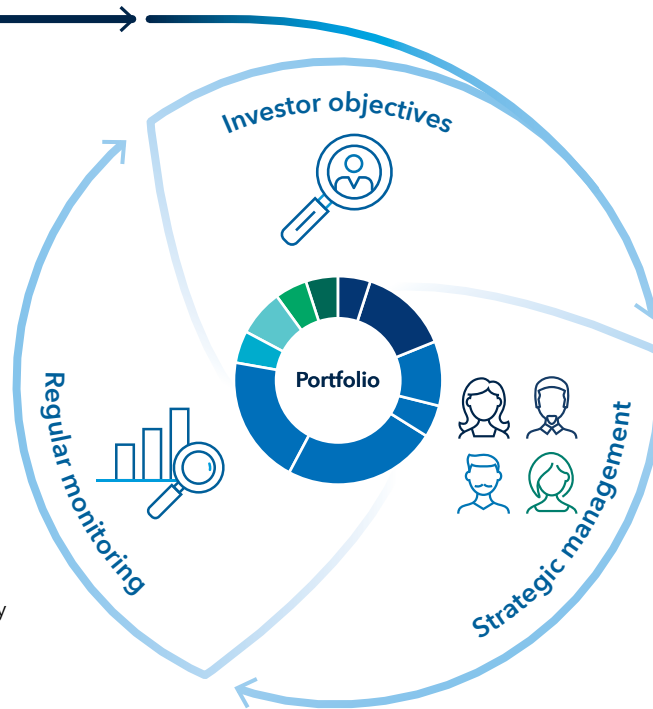 Investor objectives
Portfolio
Regular monitoring
Strategic management
y